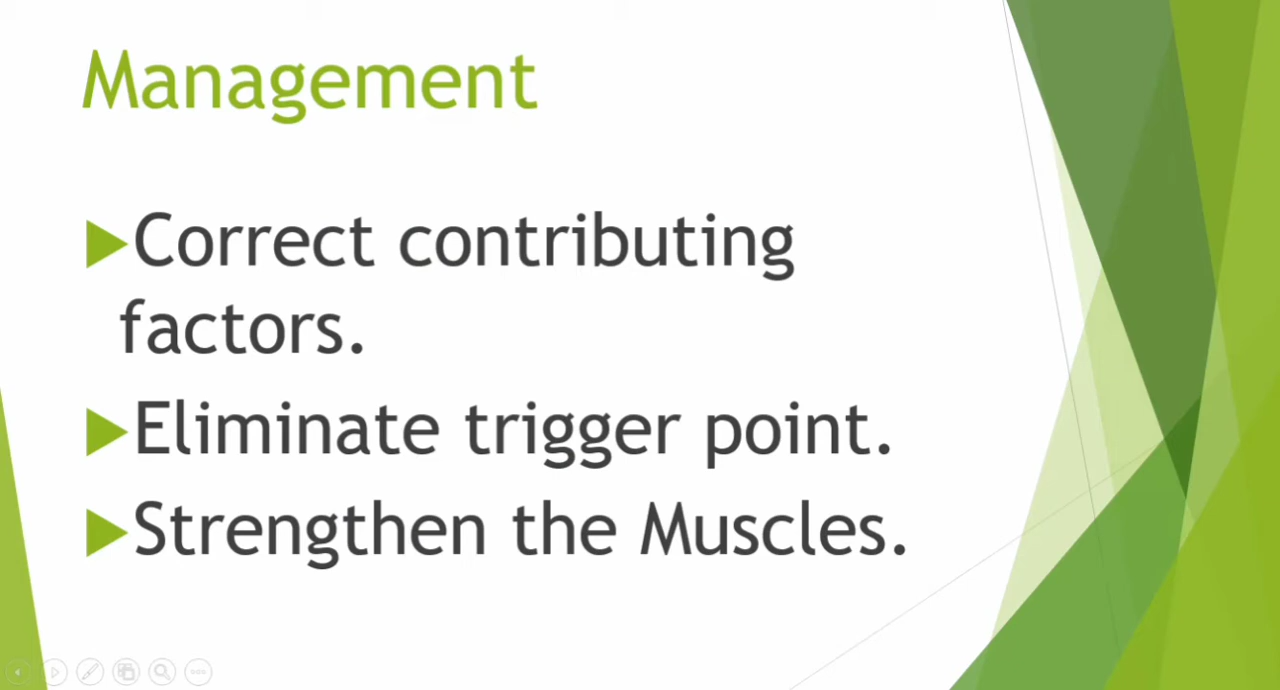 Management
Correct contributing
factors.
Eliminate trigger point.
Strengthen the Muscles.